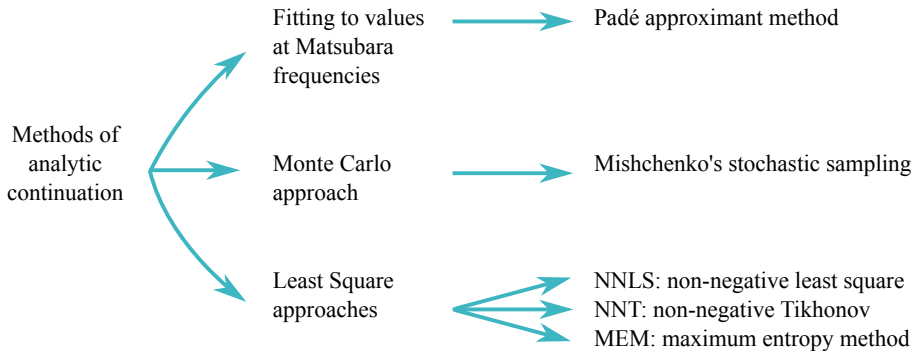 Methods of
analytic
continuation
Fitting to values
at Matsubara
frequencies
Padé approximant method
Monte Carlo
approach
Mishchenko's stochastic sampling
Least Square
approaches
NNLS: non-negative least square
NNT: non-negative Tikhonov
MEM: maximum entropy method